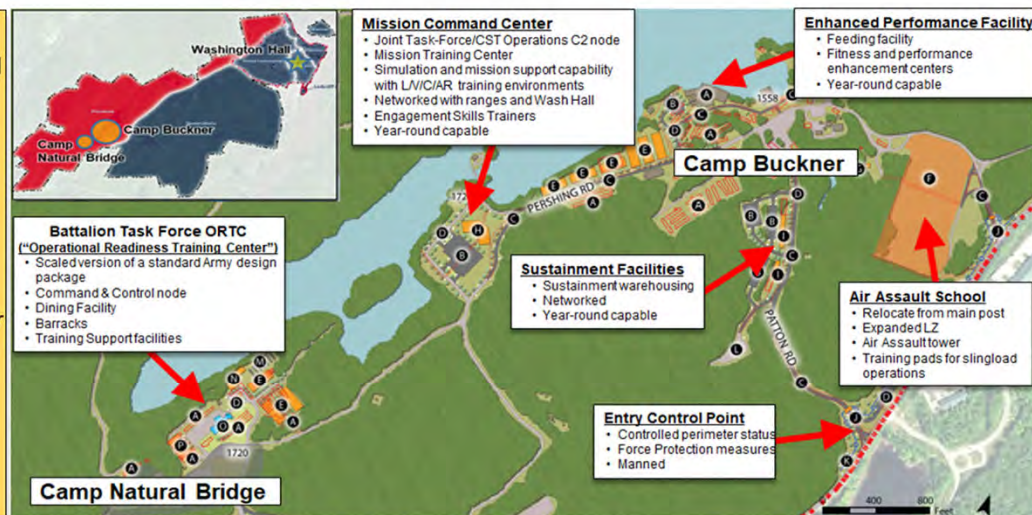 Washington Hall
Camp Buckner
Camp
Natural Bridge
Mission Command Center
• Joint Task-Force/CST Operations C2 node
• Mission Training Center
• Simulation and mission support capability
with L/V/C/AR training environments
• Networked with ranges and Wash Hall
• Engagement Skills Trainers
• Year-round capable
Enhanced Performance Facility
• Feeding facility
• Fitness and performance
enhancement centers
• Year-round capable
1558
Camp Buckner
PERSHING RD
Battalion Task Force ORTC
("Operational Readiness Training Center")
• Scaled version of a standard Army design
package
• Command & Control node
• Dining Facility
• Barracks
• Training Support facilities
Sustainment Facilities
• Sustainment warehousing
• Networked
• Year-round capable
Air Assault School
• Relocate from main post
• Expanded LZ
• Air Assault tower
• Training pads for slingload
operations
PATTON RD
Entry Control Point
• Controlled perimeter status
• Force Protection measures
• Manned
1720
Camp Natural Bridge
400
800
Feet